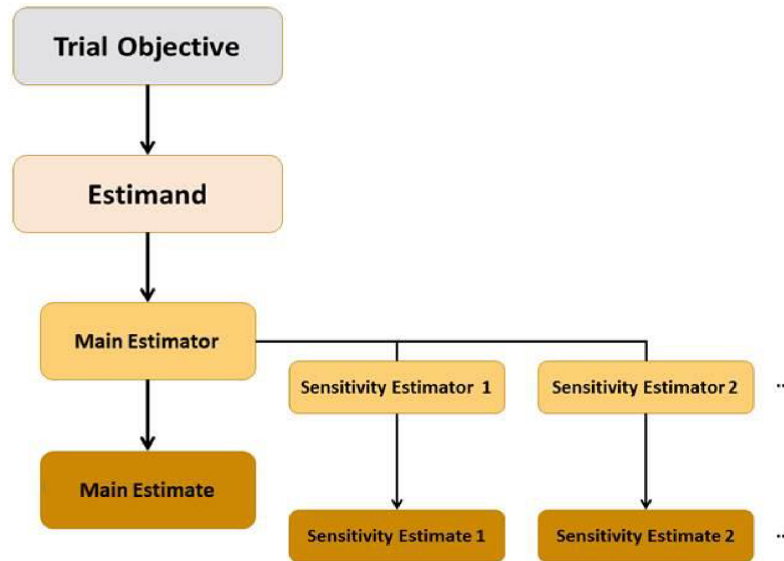 Trial Objective
Estimand
Main Estimator
Sensitivity Estimator 1
Sensitivity Estimator 2
...
Main Estimate
Sensitivity Estimate 1
Sensitivity Estimate 2
...